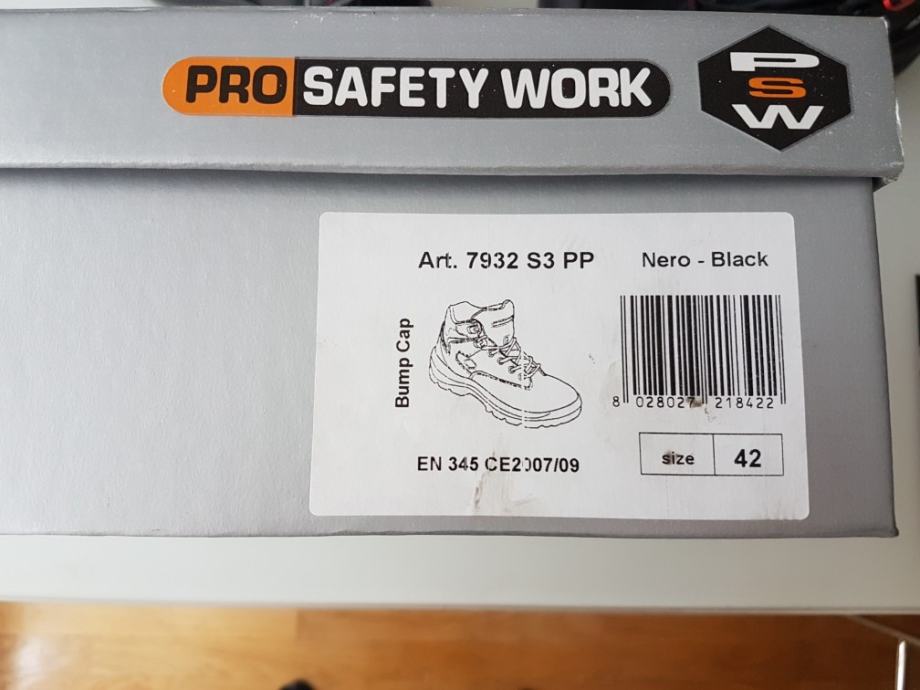 PRO SAFETY WORK
P
S
W
Art. 7932 S3 PP
Nero - Black
Bump Cap
8 028027 218422
EN 345 CE2007/09
size 42